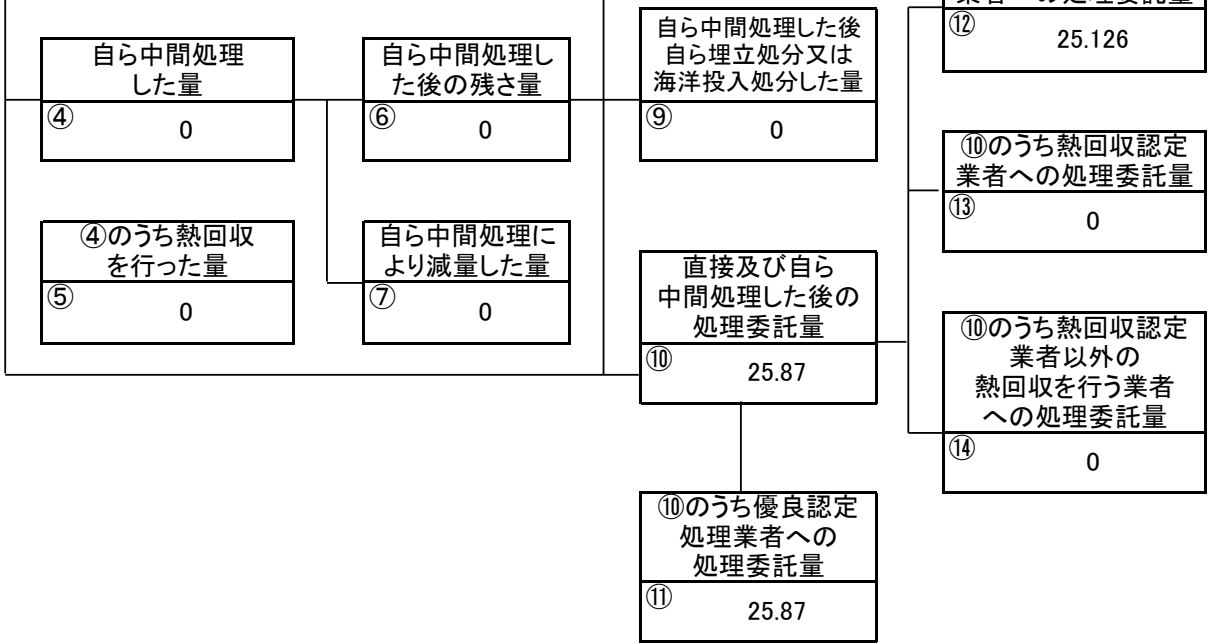 ⑫
25.126
自ら中間処理
した量
④
0
自ら中間処理し
た後の残さ量
⑥
0
自ら中間処理した後
自ら埋立処分又は
海洋投入処分した量
⑨
0
⑩のうち熱回収認定
業者への処理委託量
⑬
0
④のうち熱回収
を行った量
⑤
0
自ら中間処理に
より減量した量
⑦
0
直接及び自ら
中間処理した後の
処理委託量
⑩
25.87
⑩のうち熱回収認定
業者以外の
熱回収を行う業者
への処理委託量
⑭
0
⑩のうち優良認定
処理業者への
処理委託量
⑪
25.87